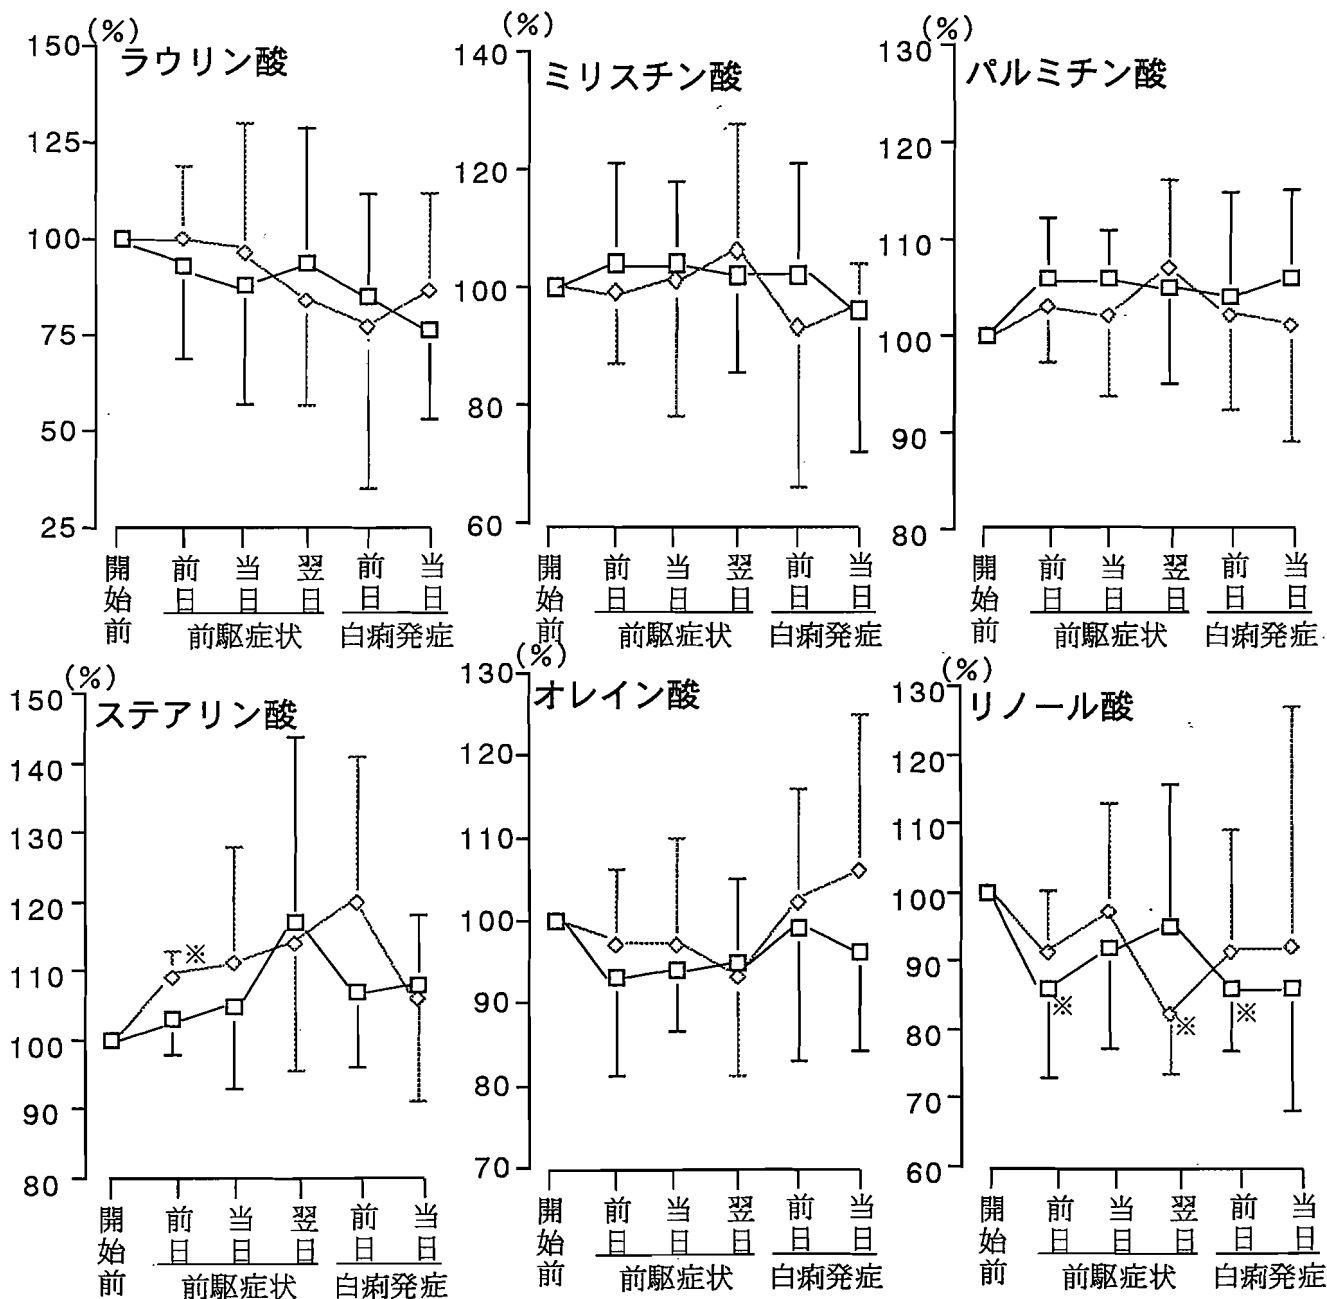 (%)
ラウリン酸
150
125
100
75
50
25
開始前
前日
当日
翌日
前日
当日
前駆症状
白痢発症
(%)
ミリスチン酸
140
120
100
80
60
開始前
前日
当日
翌日
前日
当日
前駆症状
白痢発症
(%)
パルミチン酸
130
120
110
100
90
80
開始前
前日
当日
翌日
前日
当日
前駆症状
白痢発症
(%)
ステアリン酸
150
140
130
120
110
100
90
80
※
開始前
前日
当日
翌日
前日
当日
前駆症状
白痢発症
(%)
オレイン酸
130
120
110
100
90
80
70
開始前
前日
当日
翌日
前日
当日
前駆症状
白痢発症
(%)
リノール酸
130
120
110
100
90
80
70
60
※
※
※
開始前
前日
当日
翌日
前日
当日
前駆症状
白痢発症